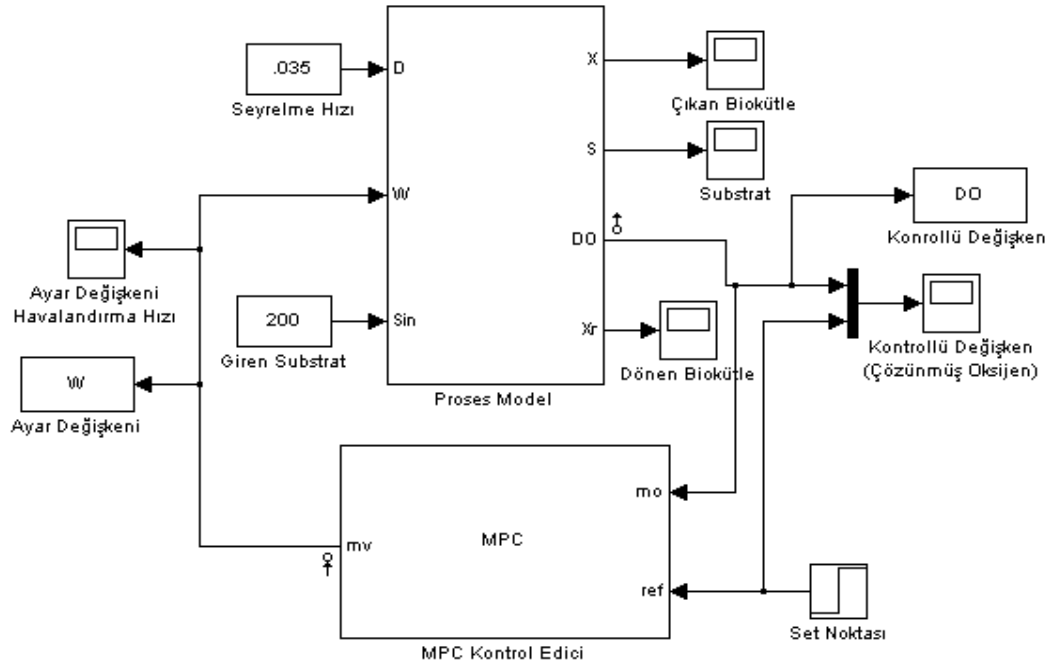 .035
Seyrelme Hızı
D
W
Sin
X
S
DO
Xr
Proses Model
Çıkan Biokütle
Substrat
DO
Konrollü Değişken
Ayar Değişkeni
Havalandırma Hızı
200
Giren Substrat
Dönen Biokütle
Kontrollü Değişken
(Çözünmüş Oksijen)
W
Ayar Değişkeni
mv
MPC
mo
ref
MPC Kontrol Edici
Set Noktası